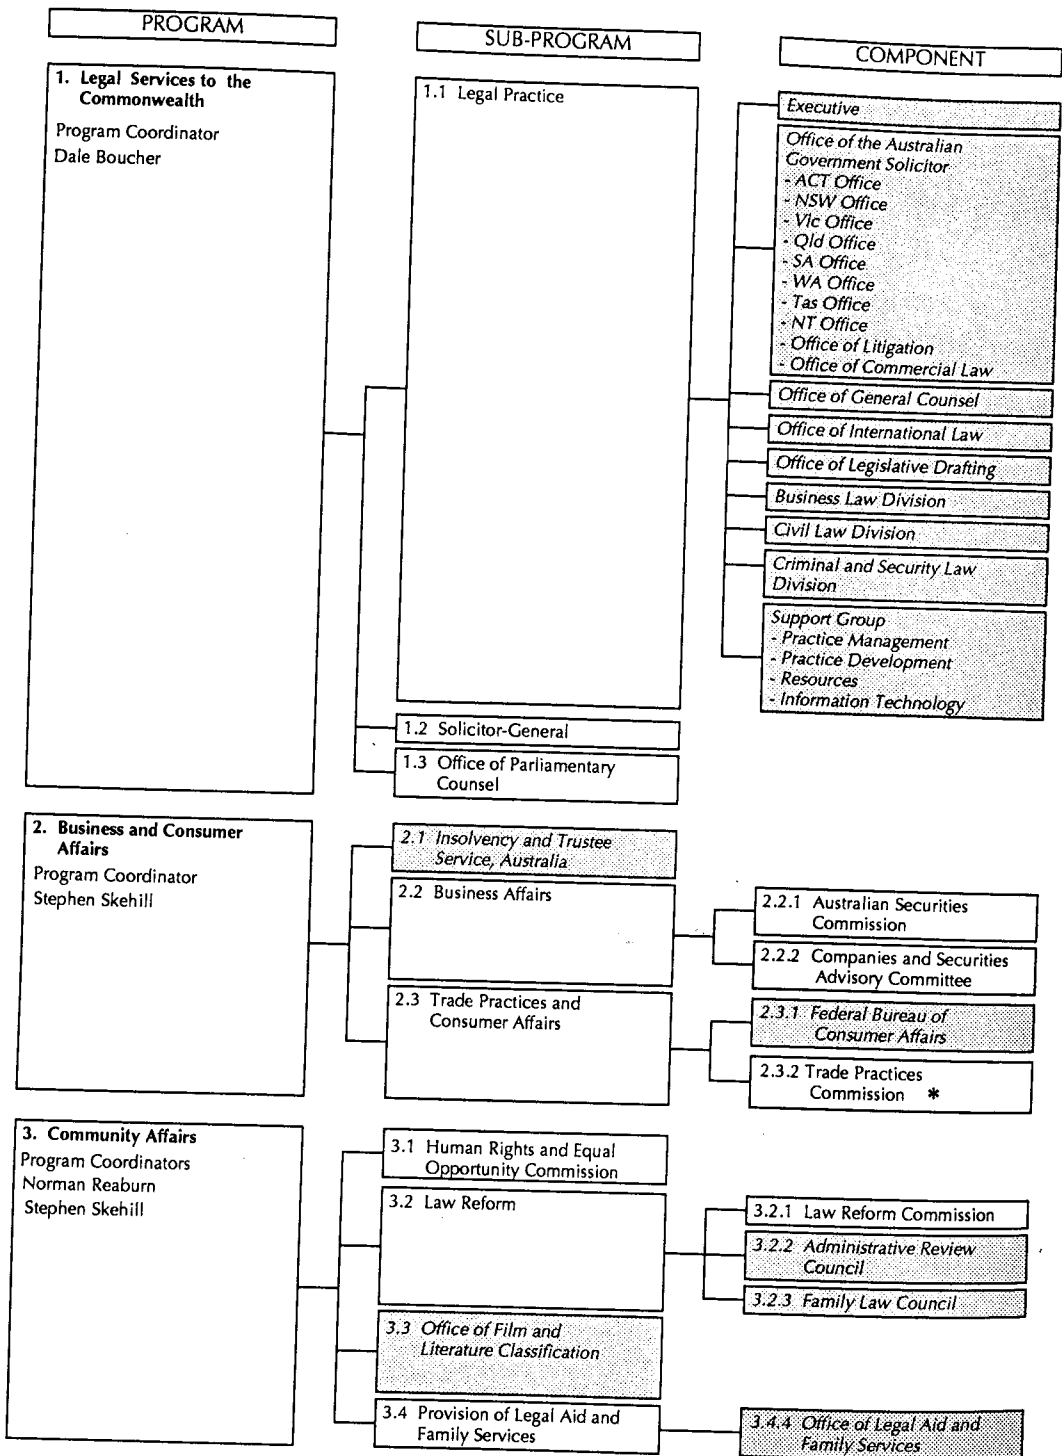 PROGRAM
SUB-PROGRAM
COMPONENT
1. Legal Services to the
Commonwealth
Program Coordinator
Dale Boucher
1.1 Legal Practice
Executive
Office of the Australian
Government Solicitor
- ACT Office
- NSW Office
- Vic Office
- Qld Office
- SA Office
- WA Office
- Tas Office
- NT Office
- Office of Litigation
- Office of Commercial Law
Office of General Counsel
Office of International Law
Office of Legislative Drafting
Business Law Division
Civil Law Division
Criminal and Security Law
Division
Support Group
- Practice Management
- Practice Development
- Resources
- Information Technology
1.2 Solicitor-General
1.3 Office of Parliamentary
Counsel
2. Business and Consumer
Affairs
Program Coordinator
Stephen Skehill
2.1 Insolvency and Trustee
Service, Australia
2.2 Business Affairs
2.2.1 Australian Securities
Commission
2.2.2 Companies and Securities
Advisory Committee
2.3 Trade Practices and
Consumer Affairs
2.3.1 Federal Bureau of
Consumer Affairs
2.3.2 Trade Practices
Commission *
3. Community Affairs
Program Coordinators
Norman Reaburn
Stephen Skehill
3.1 Human Rights and Equal
Opportunity Commission
3.2 Law Reform
3.2.1 Law Reform Commission
3.2.2 Administrative Review
Council
3.2.3 Family Law Council
3.3 Office of Film and
Literature Classification
3.4 Provision of Legal Aid and
Family Services
3.4.4 Office of Legal Aid and
Family Services